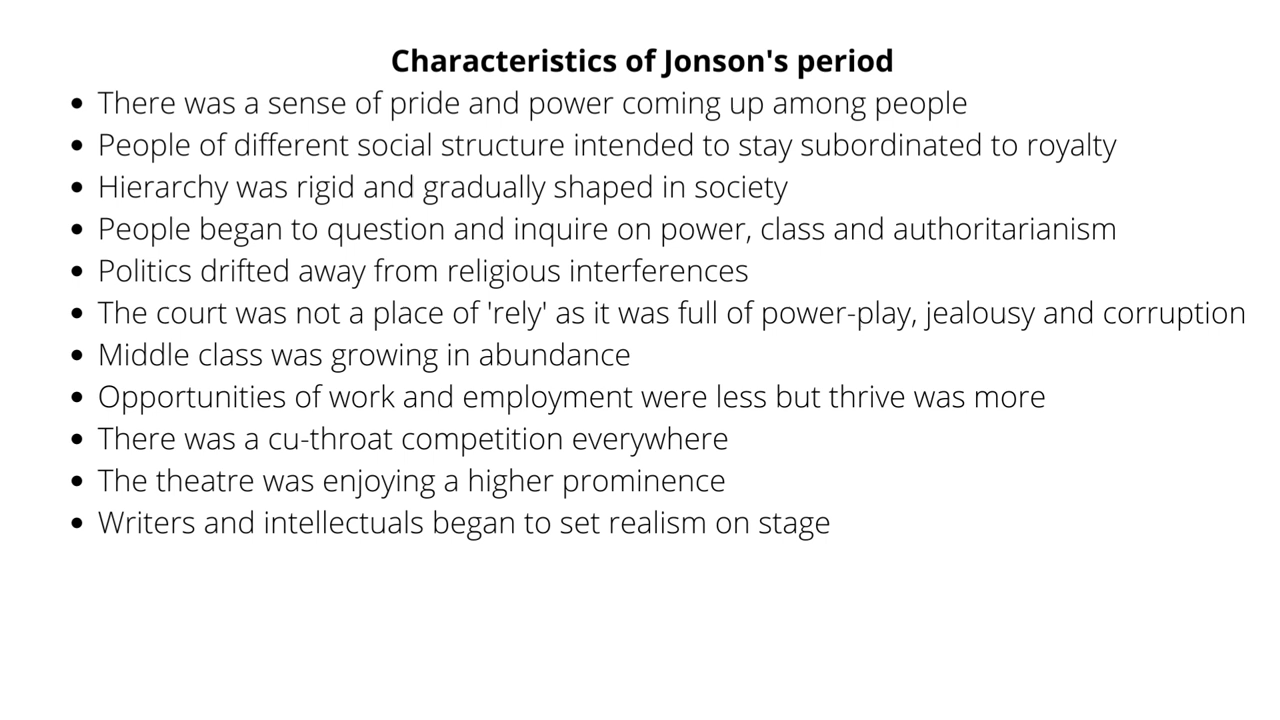 Characteristics of Jonson's period
• There was a sense of pride and power coming up among people
• People of different social structure intended to stay subordinated to royalty
• Hierarchy was rigid and gradually shaped in society
• People began to question and inquire on power, class and authoritarianism
• Politics drifted away from religious interferences
• The court was not a place of 'rely' as it was full of power-play, jealousy and corruption
• Middle class was growing in abundance
• Opportunities of work and employment were less but thrive was more
• There was a cu-throat competition everywhere
• The theatre was enjoying a higher prominence
• Writers and intellectuals began to set realism on stage